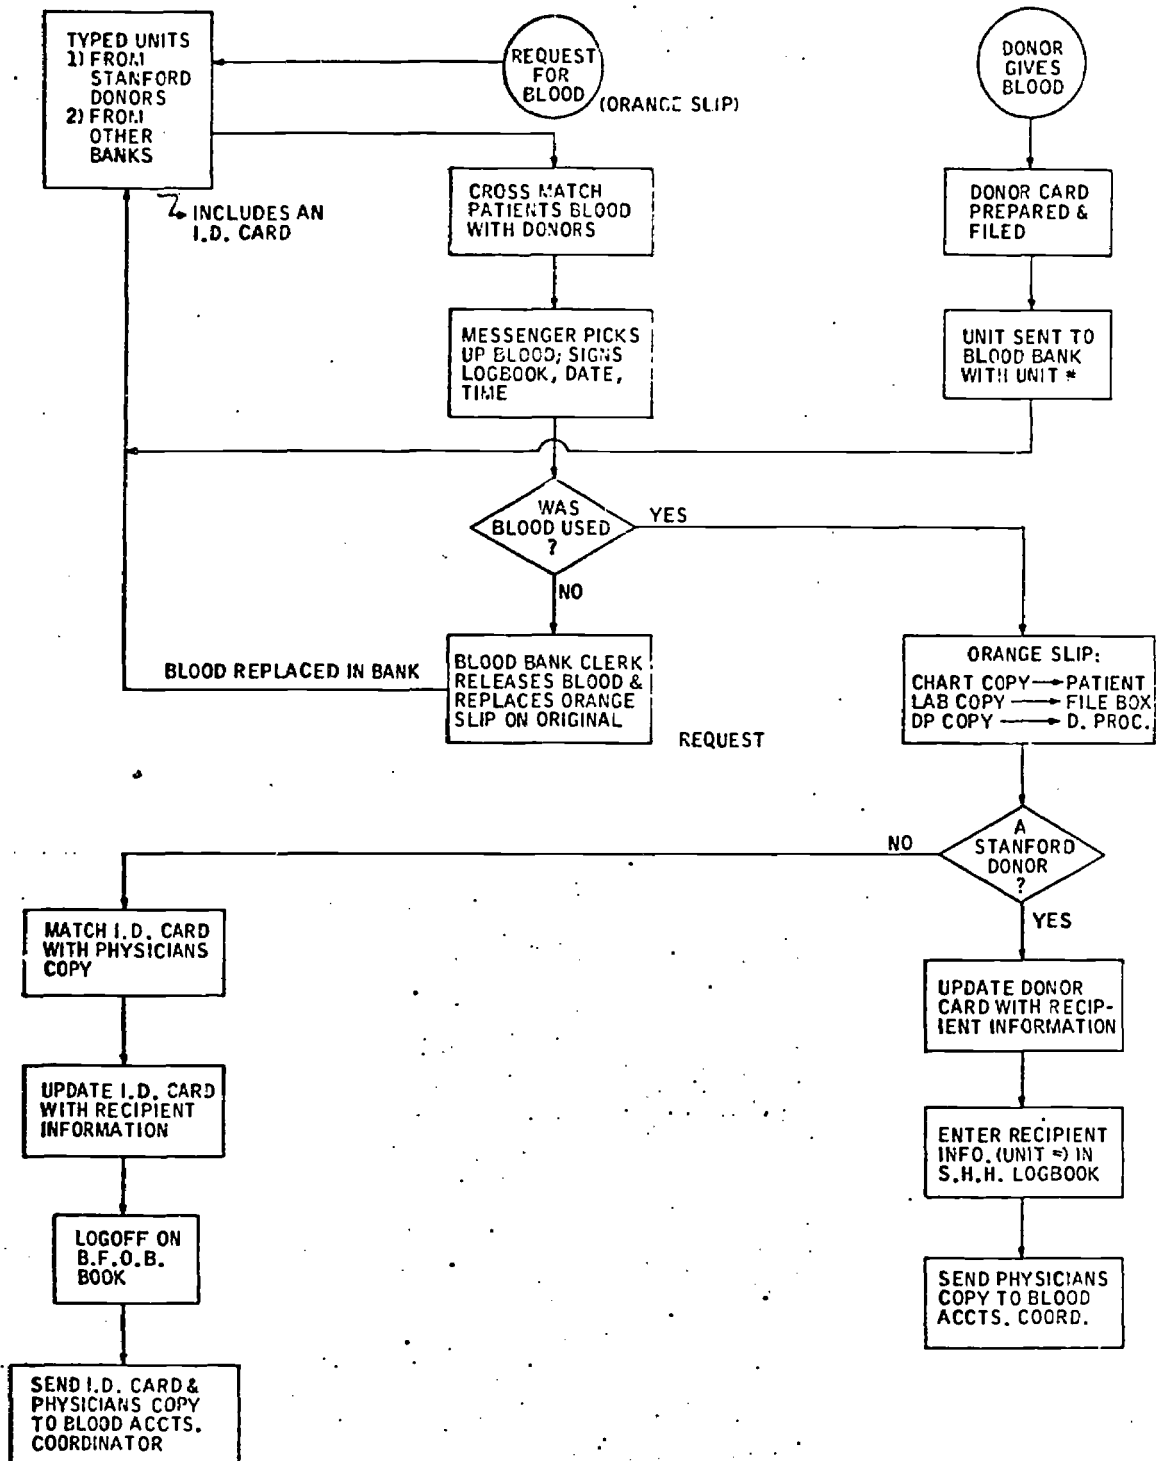 TYPED UNITS
1) FROM
STANFORD
DONORS
2) FROM
OTHER
BANKS
INCLUDES AN
I.D. CARD
REQUEST
FOR
BLOOD
(ORANGE SLIP)
DONOR
GIVES
BLOOD
CROSS MATCH
PATIENTS BLOOD
WITH DONORS
DONOR CARD
PREPARED &
FILED
MESSENGER PICKS
UP BLOOD; SIGNS
LOGBOOK, DATE,
TIME
UNIT SENT TO
BLOOD BANK
WITH UNIT #
WAS
BLOOD USED
?
YES
NO
BLOOD REPLACED IN BANK
BLOOD BANK CLERK
RELEASES BLOOD &
REPLACES ORANGE
SLIP ON ORIGINAL
REQUEST
ORANGE SLIP:
CHART COPY → PATIENT
LAB COPY → FILE BOX
DP COPY → D. PROC.
A
STANFORD
DONOR
?
NO
YES
MATCH I.D. CARD
WITH PHYSICIANS
COPY
UPDATE I.D. CARD
WITH RECIPIENT
INFORMATION
LOGOFF ON
B.F.O.B.
BOOK
SEND I.D. CARD &
PHYSICIANS COPY
TO BLOOD ACCTS.
COORDINATOR
UPDATE DONOR
CARD WITH RECIP-
IENT INFORMATION
ENTER RECIPIENT
INFO. (UNIT #) IN
S.H.H. LOGBOOK
SEND PHYSICIANS
COPY TO BLOOD
ACCTS. COORD.